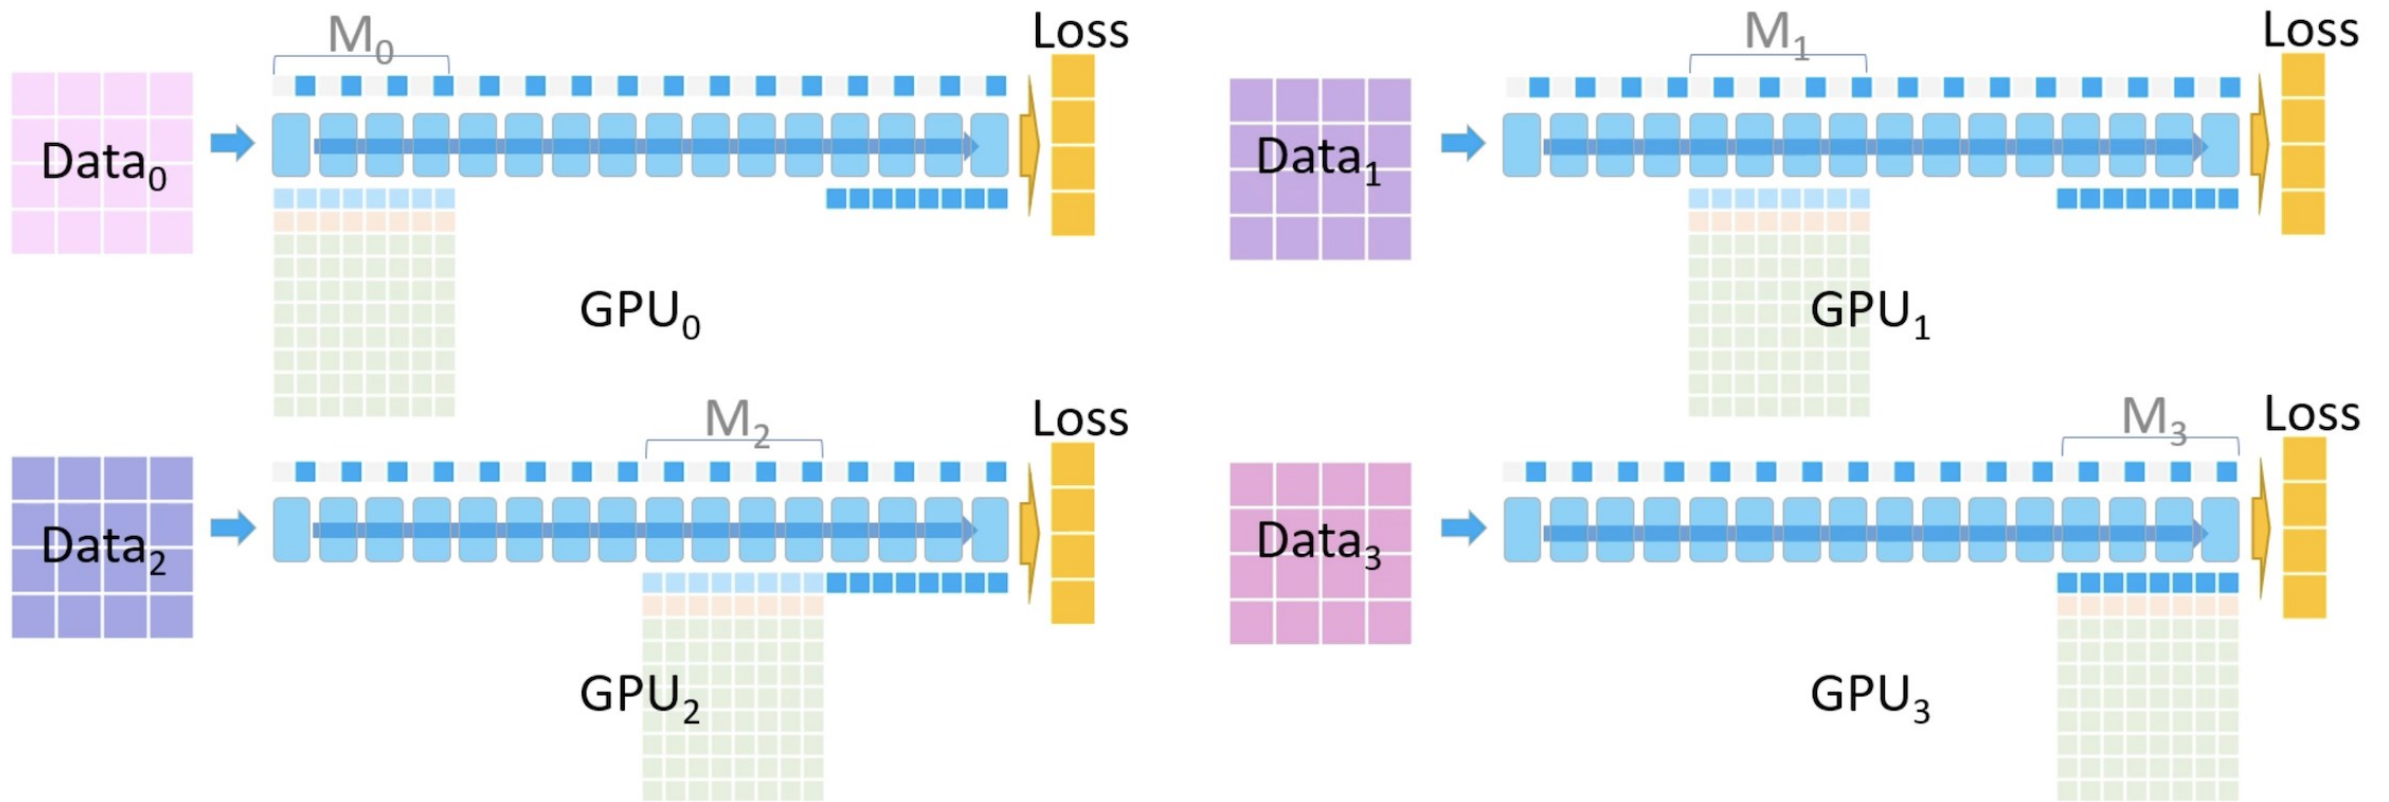 M₀
Loss
Data₀
GPU₀
M₁
Loss
Data₁
GPU₁
M₂
Loss
Data₂
GPU₂
M₃
Loss
Data₃
GPU₃